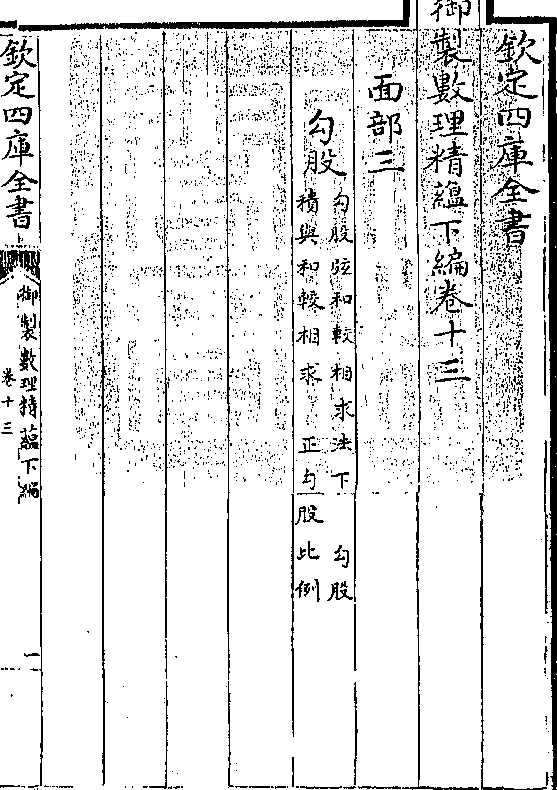 欽定四庫全書
御製數理精蘊下編卷十三
面部三
勾股
勾股弦和較相求法下 勾股
積與和較相求 正勾股比例
欽定四庫全書
御製數理精蘊下編
卷十三
一